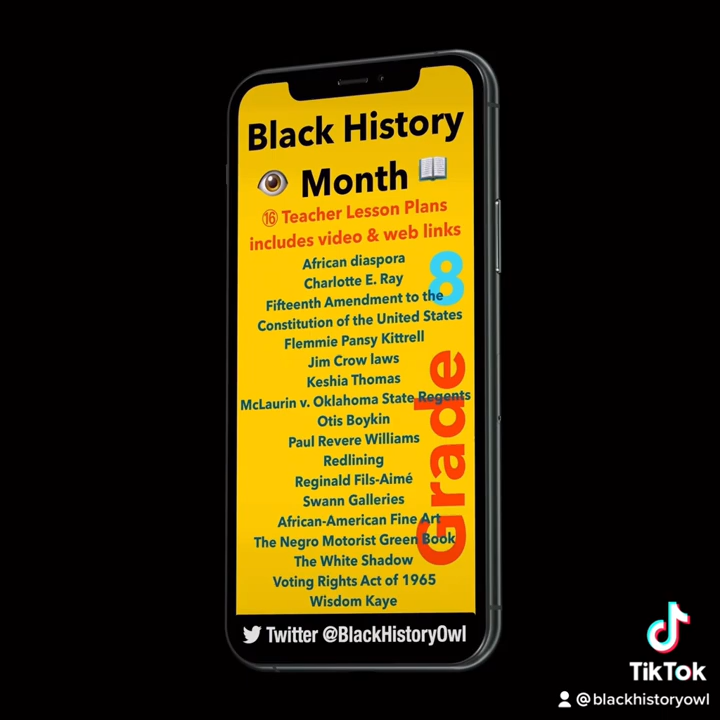 Black History
Month
⑯ Teacher Lesson Plans
includes video & web links
African diaspora
Charlotte E. Ray
Fifteenth Amendment to the
Constitution of the United States
Flemmie Pansy Kittrell
Jim Crow laws
Keshia Thomas
McLaurin v. Oklahoma State Regents
Otis Boykin
Paul Revere Williams
Redlining
Reginald Fils-Aimé
Swann Galleries
African-American Fine Art
The Negro Motorist Green Book
The White Shadow
Voting Rights Act of 1965
Wisdom Kaye
Grade 8
Twitter @BlackHistoryOwl
TikTok
@blackhistoryowl